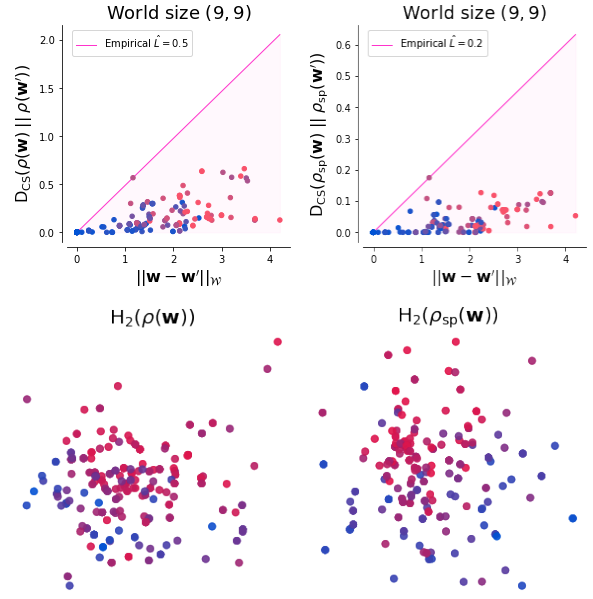 World size (9, 9)
D_CS(ρ(𝐰) || ρ(𝐰′))
2.0
1.5
1.0
0.5
0.0
Empirical L̂ = 0.5
0 1 2 3 4
||𝐰 − 𝐰′||_𝒲
World size (9, 9)
D_CS(ρ_sp(𝐰) || ρ_sp(𝐰′))
0.6
0.5
0.4
0.3
0.2
0.1
0.0
Empirical L̂ = 0.2
0 1 2 3 4
||𝐰 − 𝐰′||_𝒲
H₂(ρ(𝐰))
H₂(ρ_sp(𝐰))